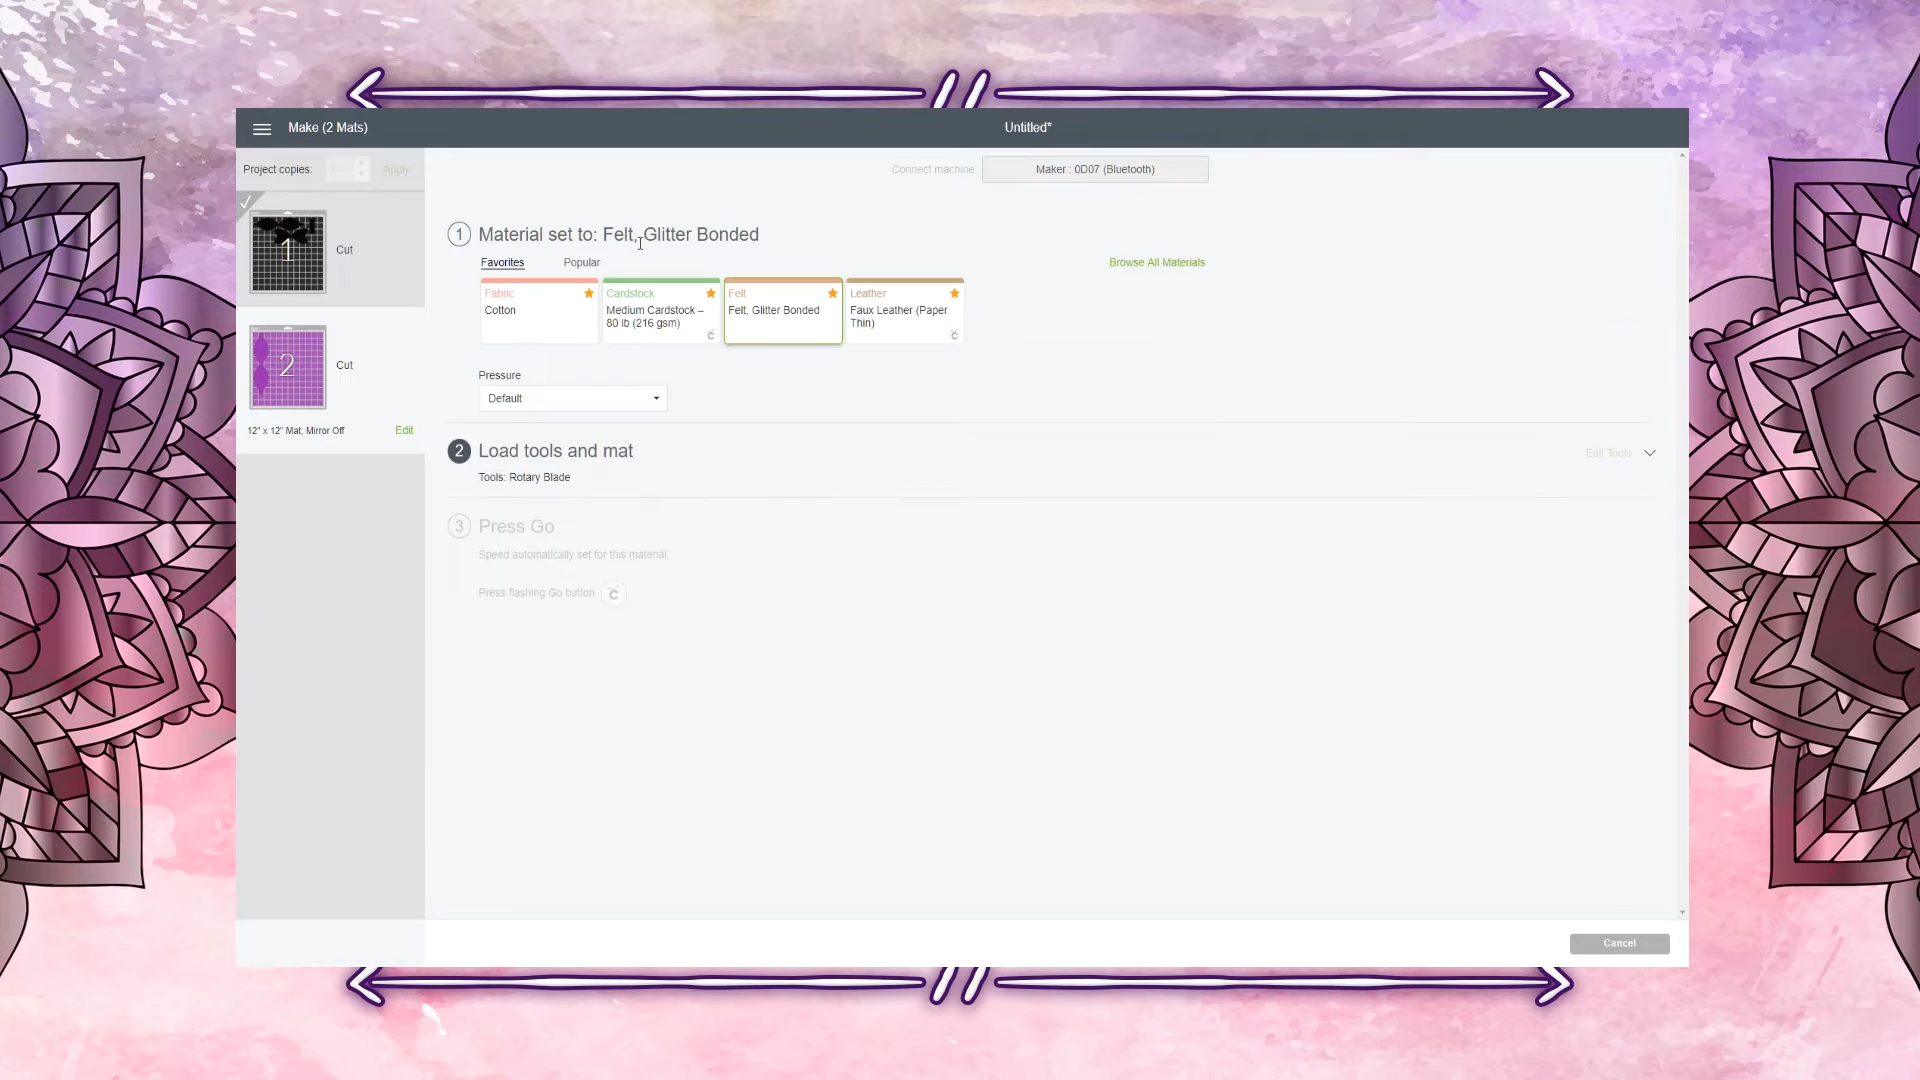 Make (2 Mats)
Untitled*
Project copies:
Apply
Connect machine
Maker : 0D07 (Bluetooth)
1
Cut
2
Cut
12" x 12" Mat, Mirror Off
Edit
1
Material set to: Felt, Glitter Bonded
Favorites
Popular
Browse All Materials
Fabric
Cotton
Cardstock
Medium Cardstock –
80 lb (216 gsm)
Felt
Felt, Glitter Bonded
Leather
Faux Leather (Paper
Thin)
Pressure
Default
2
Load tools and mat
Edit Tools
Tools: Rotary Blade
3
Press Go
Speed automatically set for this material.
Press flashing Go button.
Cancel